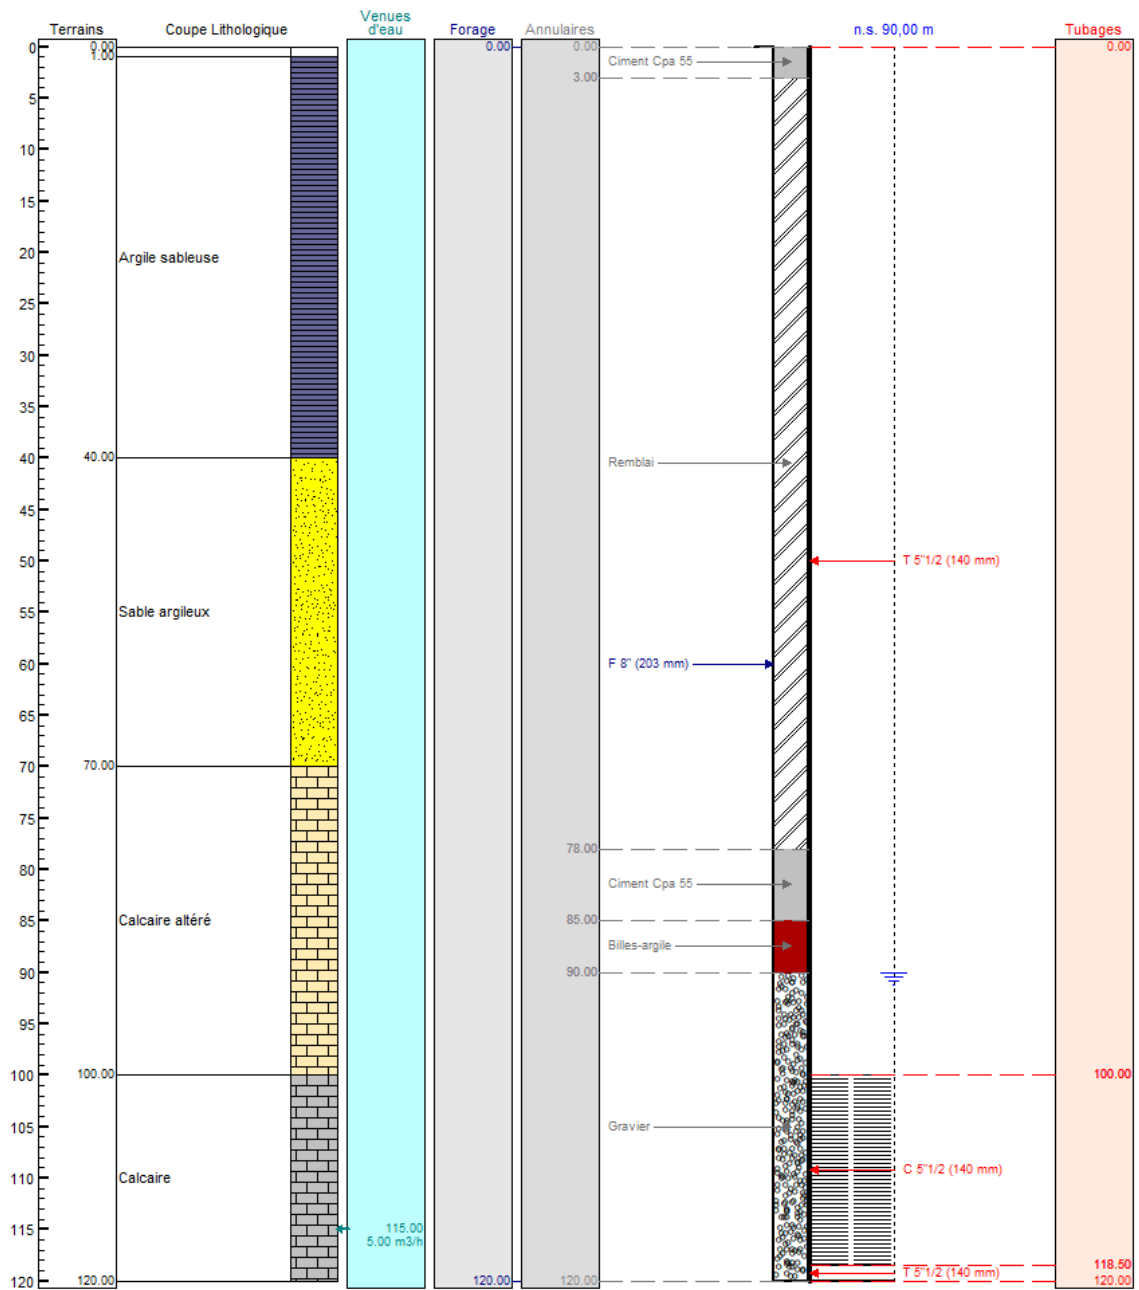 Terrains
Coupe Lithologique
Venues
d'eau
Forage
Annulaires
n.s. 90,00 m
Tubages
0
0.00
1.00
0.00
0.00
0.00
Ciment Cpa 55
3.00
5
10
15
20
Argile sableuse
25
30
35
40
40.00
Remblai
45
50
T 5"1/2 (140 mm)
55
Sable argileux
60
F 8" (203 mm)
65
70
70.00
75
78.00
80
Ciment Cpa 55
85
85.00
Calcaire altéré
Billes-argile
90
90.00
95
100
100.00
100.00
105
Gravier
110
Calcaire
C 5"1/2 (140 mm)
115
115.00
5.00 m3/h
118.50
T 5"1/2 (140 mm)
120
120.00
120.00
120.00
120.00